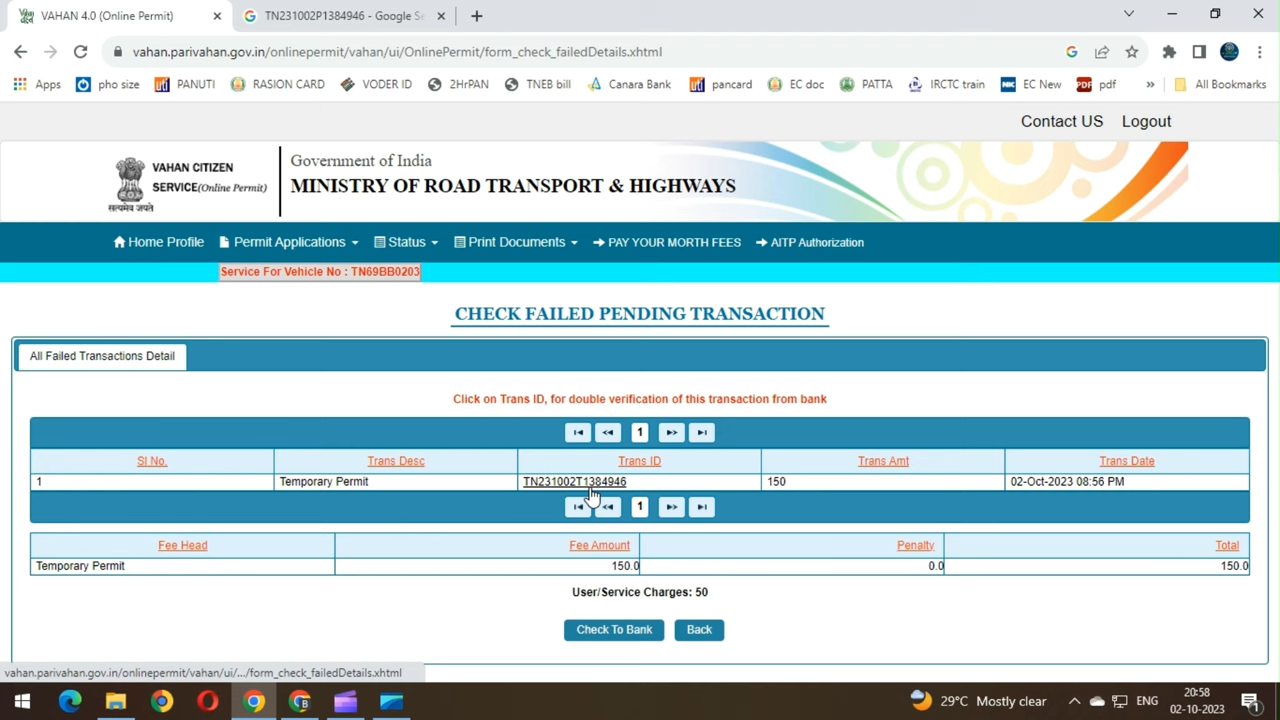 VAHAN 4.0 (Online Permit)
TN231002P1384946 - Google Se
vahan.parivahan.gov.in/onlinepermit/vahan/ui/OnlinePermit/form_check_failedDetails.xhtml
Apps pho size PANUTI RASION CARD VODER ID 2HrPAN TNEB bill Canara Bank pancard EC doc PATTA IRCTC train EC New pdf » All Bookmarks
Contact US Logout
सत्यमेव जयते
VAHAN CITIZEN
SERVICE(Online Permit)
Government of India
MINISTRY OF ROAD TRANSPORT & HIGHWAYS
Home Profile Permit Applications Status Print Documents PAY YOUR MORTH FEES AITP Authorization
Service For Vehicle No : TN69BB0203
CHECK FAILED PENDING TRANSACTION
All Failed Transactions Detail
Click on Trans ID, for double verification of this transaction from bank
1
Sl No. Trans Desc Trans ID Trans Amt Trans Date
1 Temporary Permit TN231002T1384946 150 02-Oct-2023 08:56 PM
1
Fee Head Fee Amount Penalty Total
Temporary Permit 150.0 0.0 150.0
User/Service Charges: 50
Check To Bank Back
vahan.parivahan.gov.in/onlinepermit/vahan/ui/.../form_check_failedDetails.xhtml
29°C Mostly clear ENG 20:58
02-10-2023